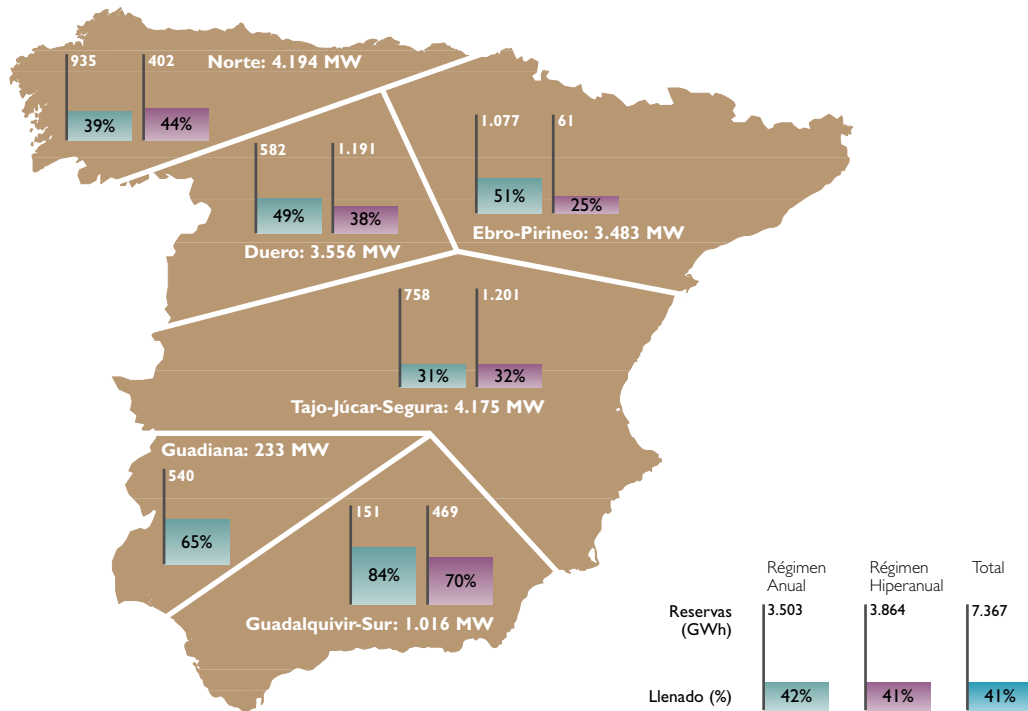 935
402
Norte: 4.194 MW
39%
44%
582
1.191
49%
38%
Duero: 3.556 MW
1.077
61
51%
25%
Ebro-Pirineo: 3.483 MW
758
1.201
31%
32%
Tajo-Júcar-Segura: 4.175 MW
Guadiana: 233 MW
540
65%
151
469
84%
70%
Guadalquivir-Sur: 1.016 MW
Régimen
Anual
Régimen
Hiperanual
Total
Reservas
(GWh)
3.503
3.864
7.367
Llenado (%)
42%
41%
41%